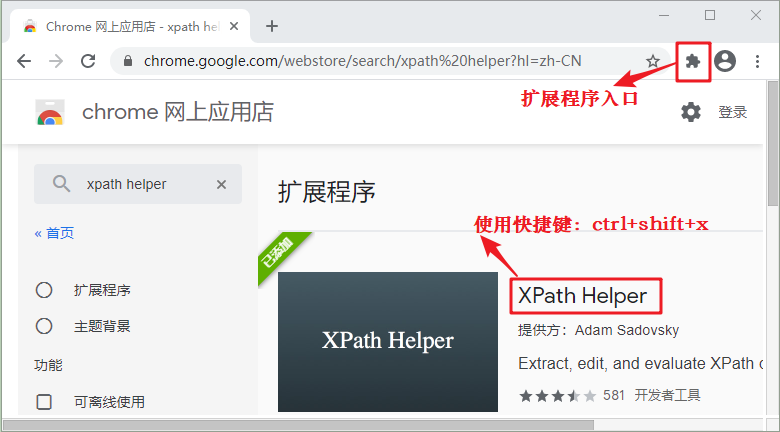 Chrome 网上应用店 - xpath hel
chrome.google.com/webstore/search/xpath%20helper?hl=zh-CN
扩展程序入口
chrome 网上应用店
登录
xpath helper
扩展程序
使用快捷键：ctrl+shift+x
« 首页
已添加
扩展程序
主题背景
功能
可离线使用
XPath Helper
XPath Helper
提供方：Adam Sadovsky
Extract, edit, and evaluate XPath
581 开发者工具